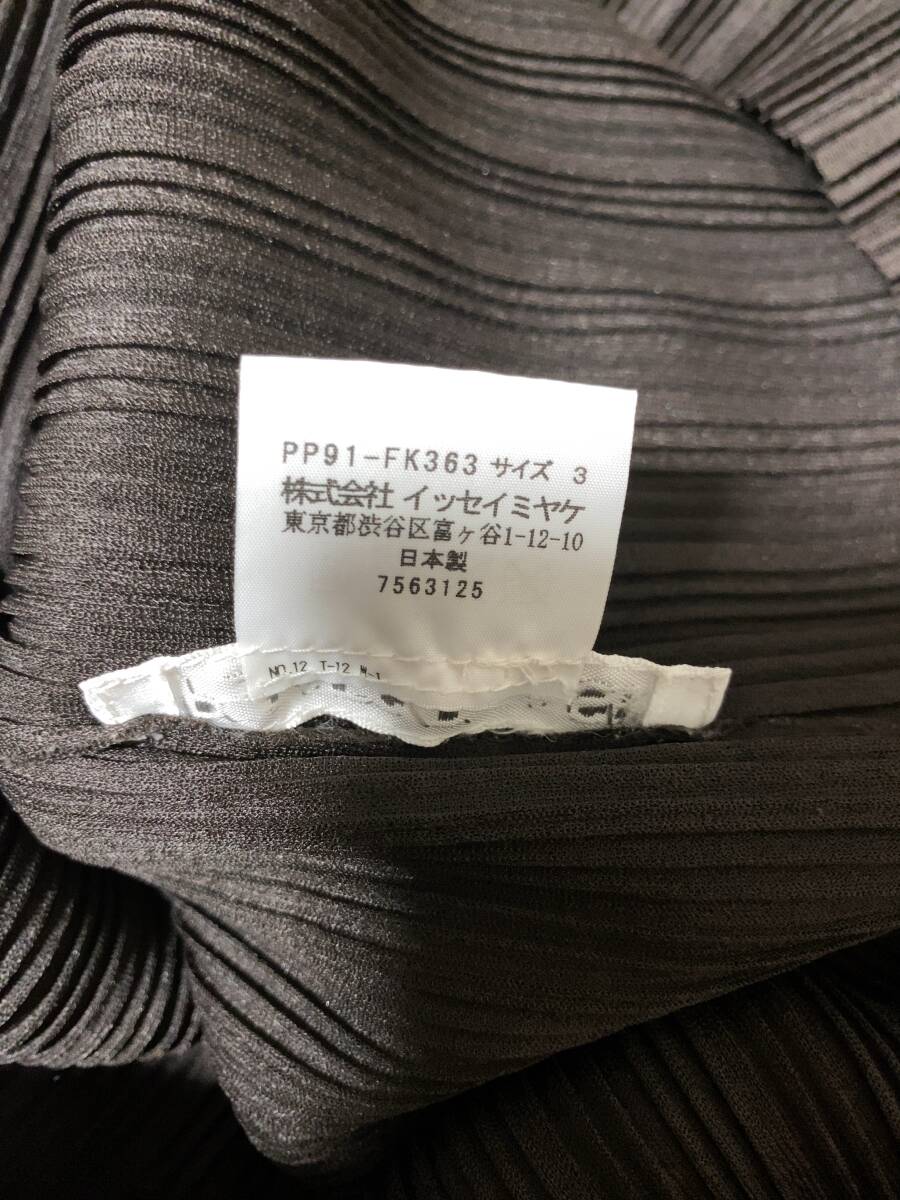 PP91-FK363 サイズ 3
株式会社 イッセイミヤケ
東京都渋谷区富ヶ谷1-12-10
日本製
7563125
NO.12 T-12 M-1